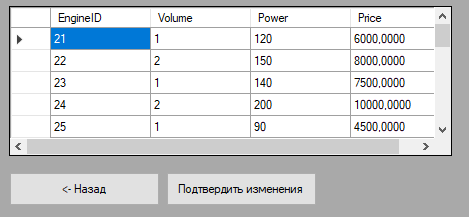 EngineID Volume Power Price
21 1 120 6000,0000
22 2 150 8000,0000
23 1 140 7500,0000
24 2 200 10000,0000
25 1 90 4500,0000
<- Назад Подтвердить изменения